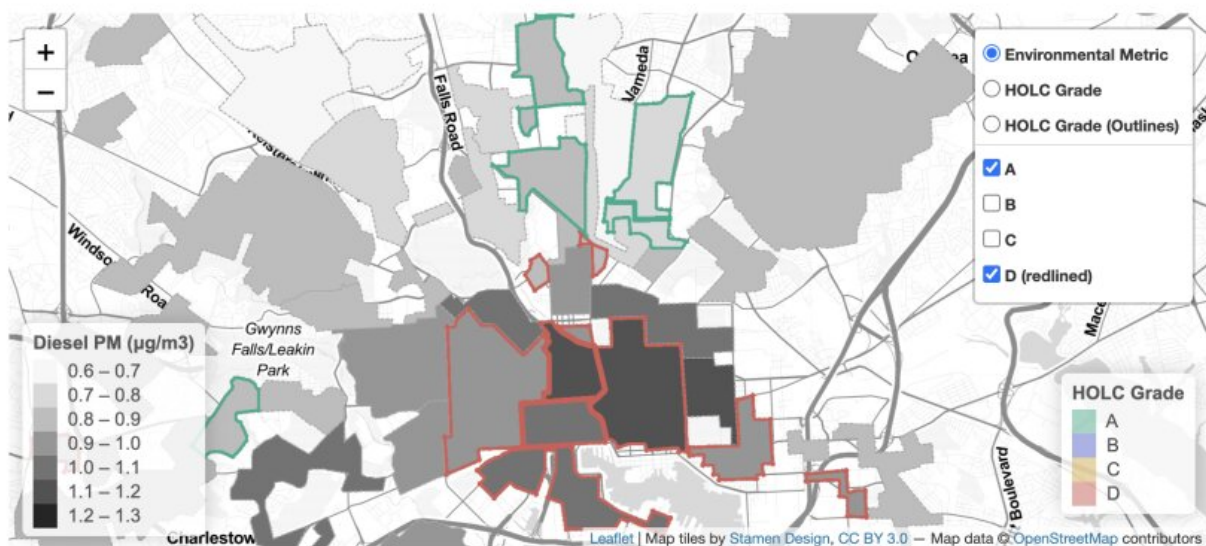 +
−
Falls Road
Alameda
Environmental Metric
HOLC Grade
HOLC Grade (Outlines)
A
B
C
D (redlined)
Gwynns
Falls/Leakin
Park
Diesel PM (µg/m3)
0.6 – 0.7
0.7 – 0.8
0.8 – 0.9
0.9 – 1.0
1.0 – 1.1
1.1 – 1.2
1.2 – 1.3
HOLC Grade
A
B
C
D
Boulevard
Charlestow
Leaflet | Map tiles by Stamen Design, CC BY 3.0 — Map data © OpenStreetMap contributors